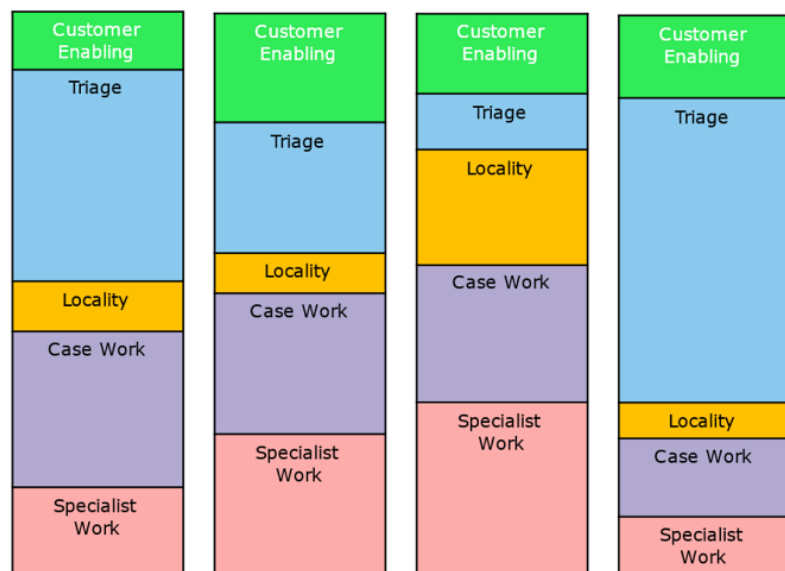 Customer
Enabling
Triage
Locality
Case Work
Specialist
Work
Customer
Enabling
Triage
Locality
Case Work
Specialist
Work
Customer
Enabling
Triage
Locality
Case Work
Specialist
Work
Customer
Enabling
Triage
Locality
Case Work
Specialist
Work